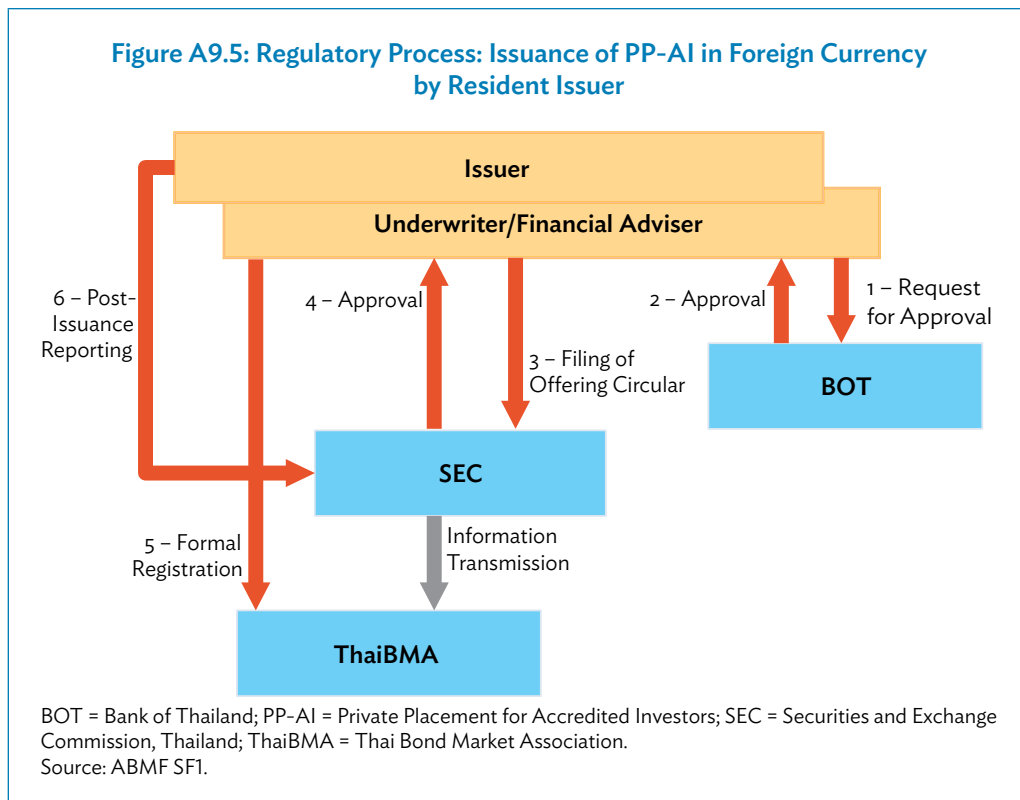 Figure A9.5: Regulatory Process: Issuance of PP-AI in Foreign Currency
by Resident Issuer
Issuer
Underwriter/Financial Adviser
6 – Post-
Issuance
Reporting
4 – Approval
3 – Filing of
Offering Circular
2 – Approval
1 – Request
for Approval
BOT
SEC
5 – Formal
Registration
Information
Transmission
ThaiBMA
BOT = Bank of Thailand; PP-AI = Private Placement for Accredited Investors; SEC = Securities and Exchange
Commission, Thailand; ThaiBMA = Thai Bond Market Association.
Source: ABMF SF1.